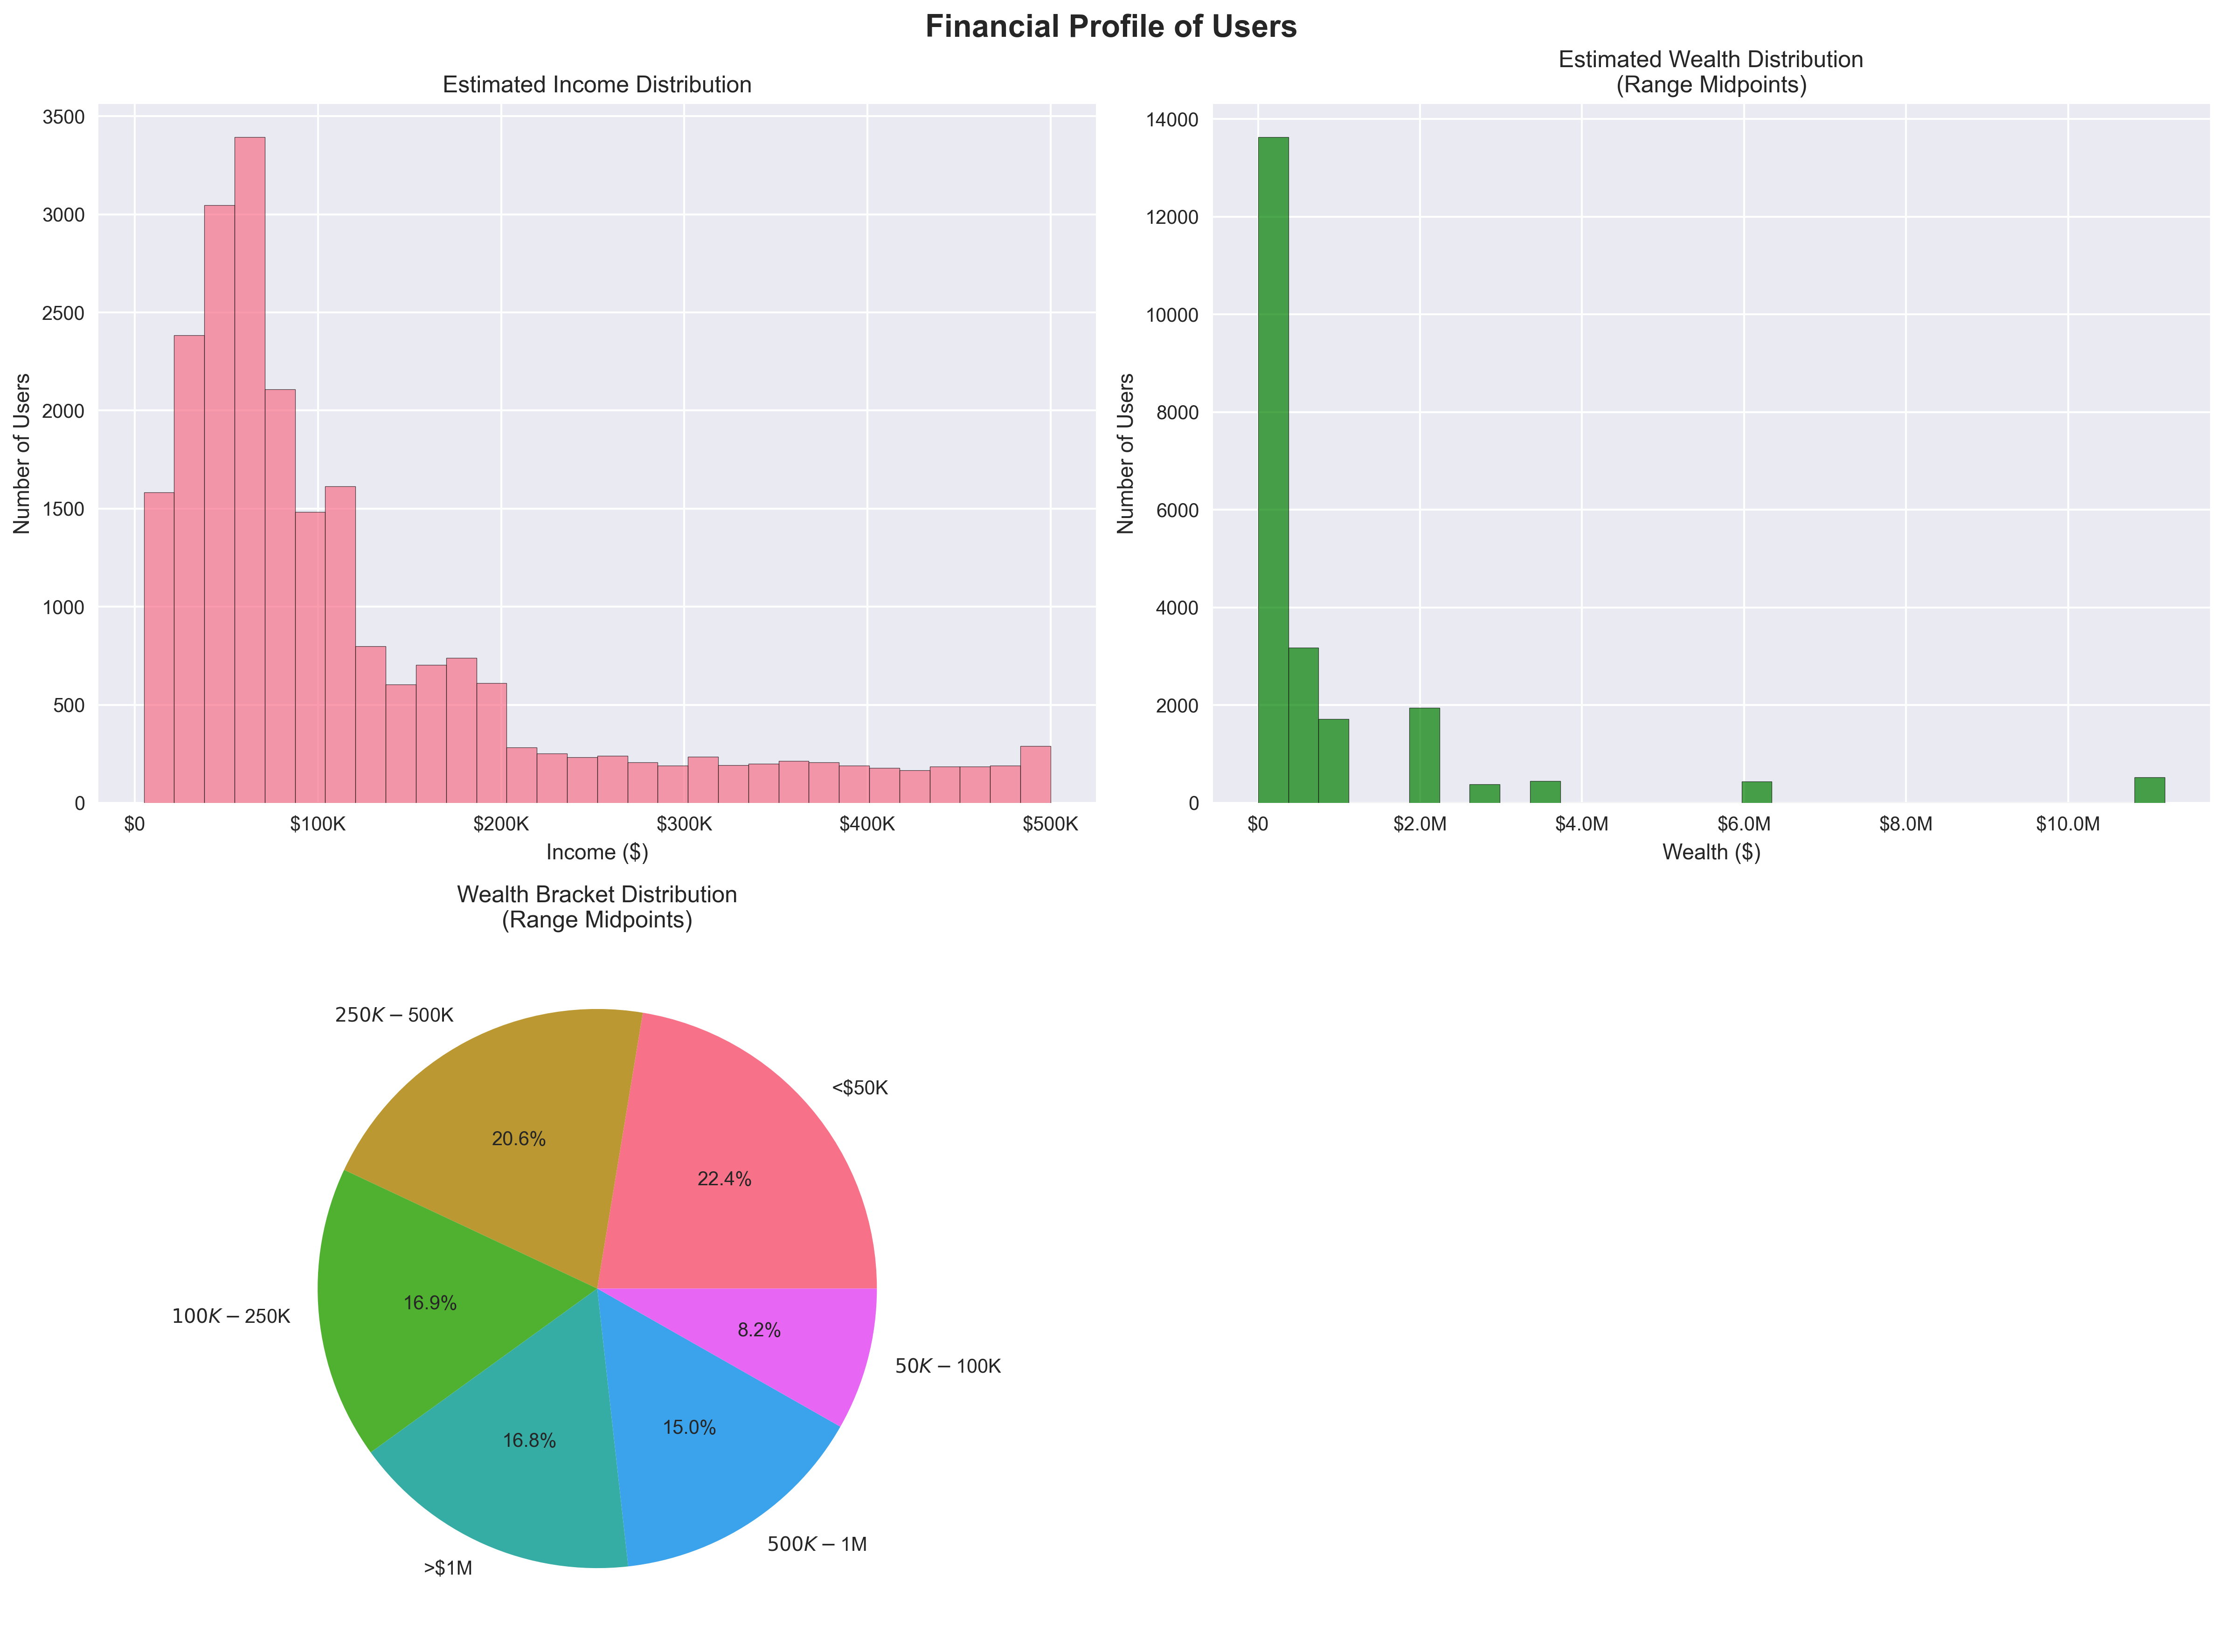 Financial Profile of Users
Estimated Income Distribution
Number of Users
3500
3000
2500
2000
1500
1000
500
0
$0
$100K
$200K
$300K
$400K
$500K
Income ($)
Estimated Wealth Distribution
(Range Midpoints)
Number of Users
14000
12000
10000
8000
6000
4000
2000
0
$0
$2.0M
$4.0M
$6.0M
$8.0M
$10.0M
Wealth ($)
Wealth Bracket Distribution
(Range Midpoints)
250K − 500K
<$50K
20.6%
22.4%
16.9%
100K − 250K
8.2%
50K − 100K
15.0%
16.8%
500K − 1M
>$1M